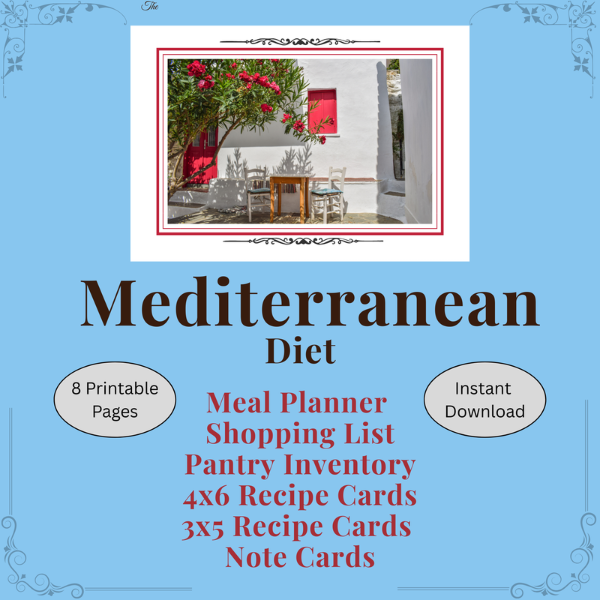 The
Mediterranean
Diet
8 Printable
Pages
Instant
Download
Meal Planner
Shopping List
Pantry Inventory
4x6 Recipe Cards
3x5 Recipe Cards
Note Cards